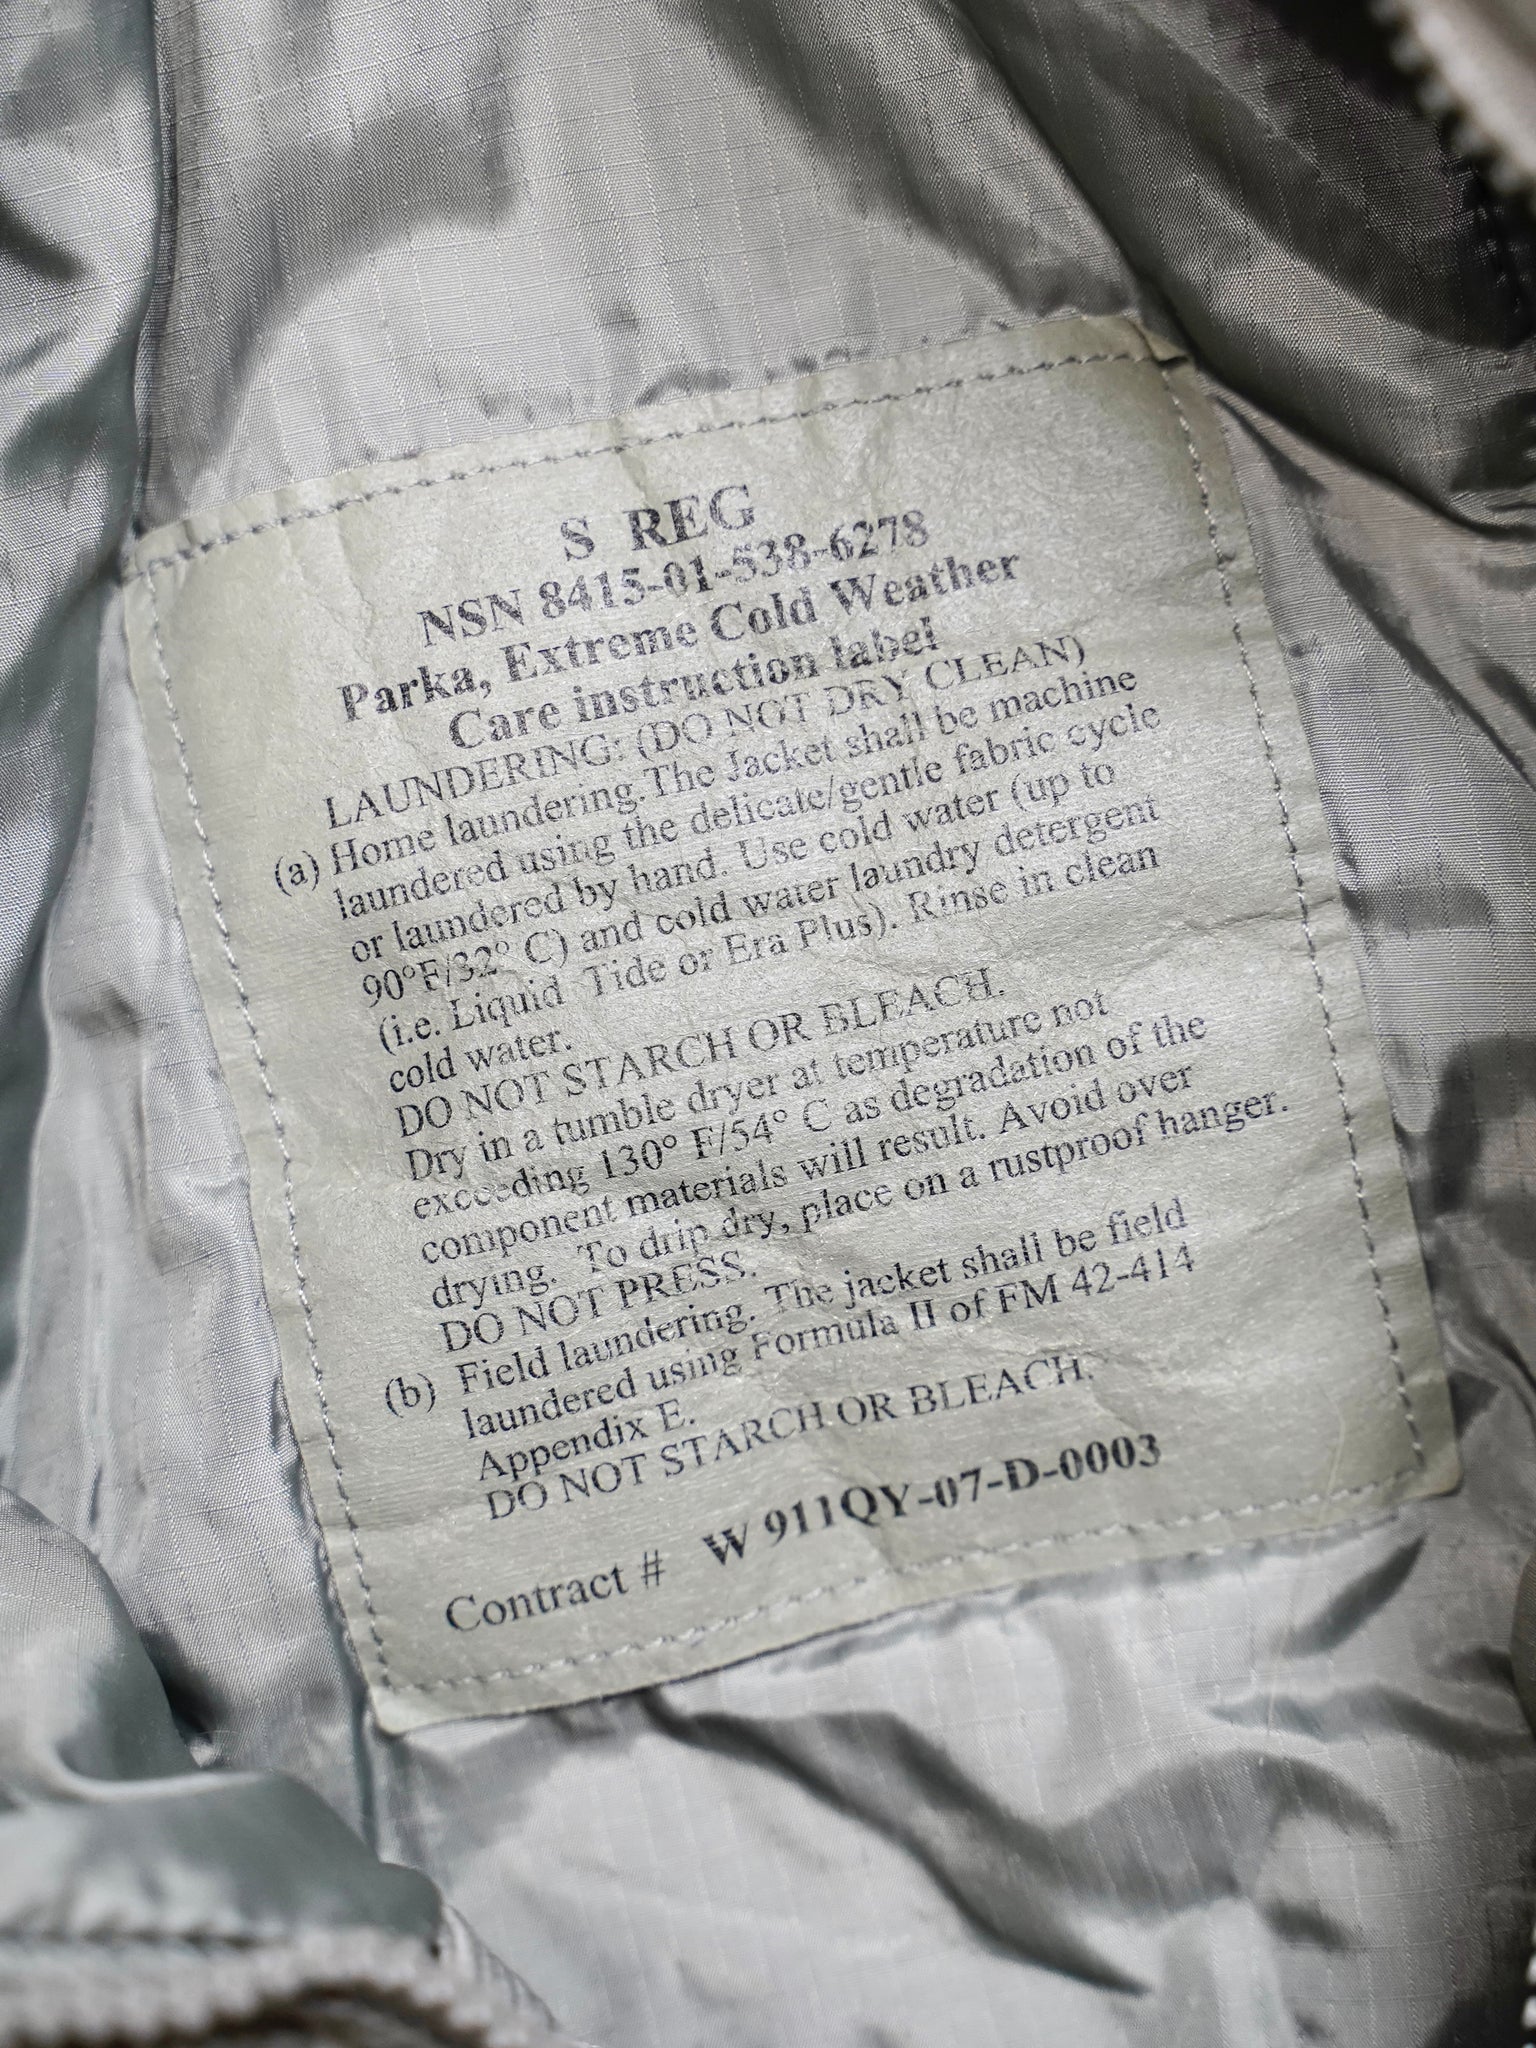 S REG
NSN 8415-01-538-6278
Parka, Extreme Cold Weather
Care instruction label
LAUNDERING: (DO NOT DRY CLEAN)
(a) Home laundering. The Jacket shall be machine
laundered using the delicate/gentle fabric cycle
or laundered by hand. Use cold water (up to
90°F/32° C) and cold water laundry detergent
(i.e. Liquid Tide or Era Plus). Rinse in clean
cold water.
DO NOT STARCH OR BLEACH.
Dry in a tumble dryer at temperature not
exceeding 130° F/54° C as degradation of the
component materials will result. Avoid over
drying. To drip dry, place on a rustproof hanger.
DO NOT PRESS.
(b) Field laundering. The jacket shall be field
laundered using Formula II of FM 42-414
Appendix E.
DO NOT STARCH OR BLEACH.
Contract # W 911QY-07-D-0003